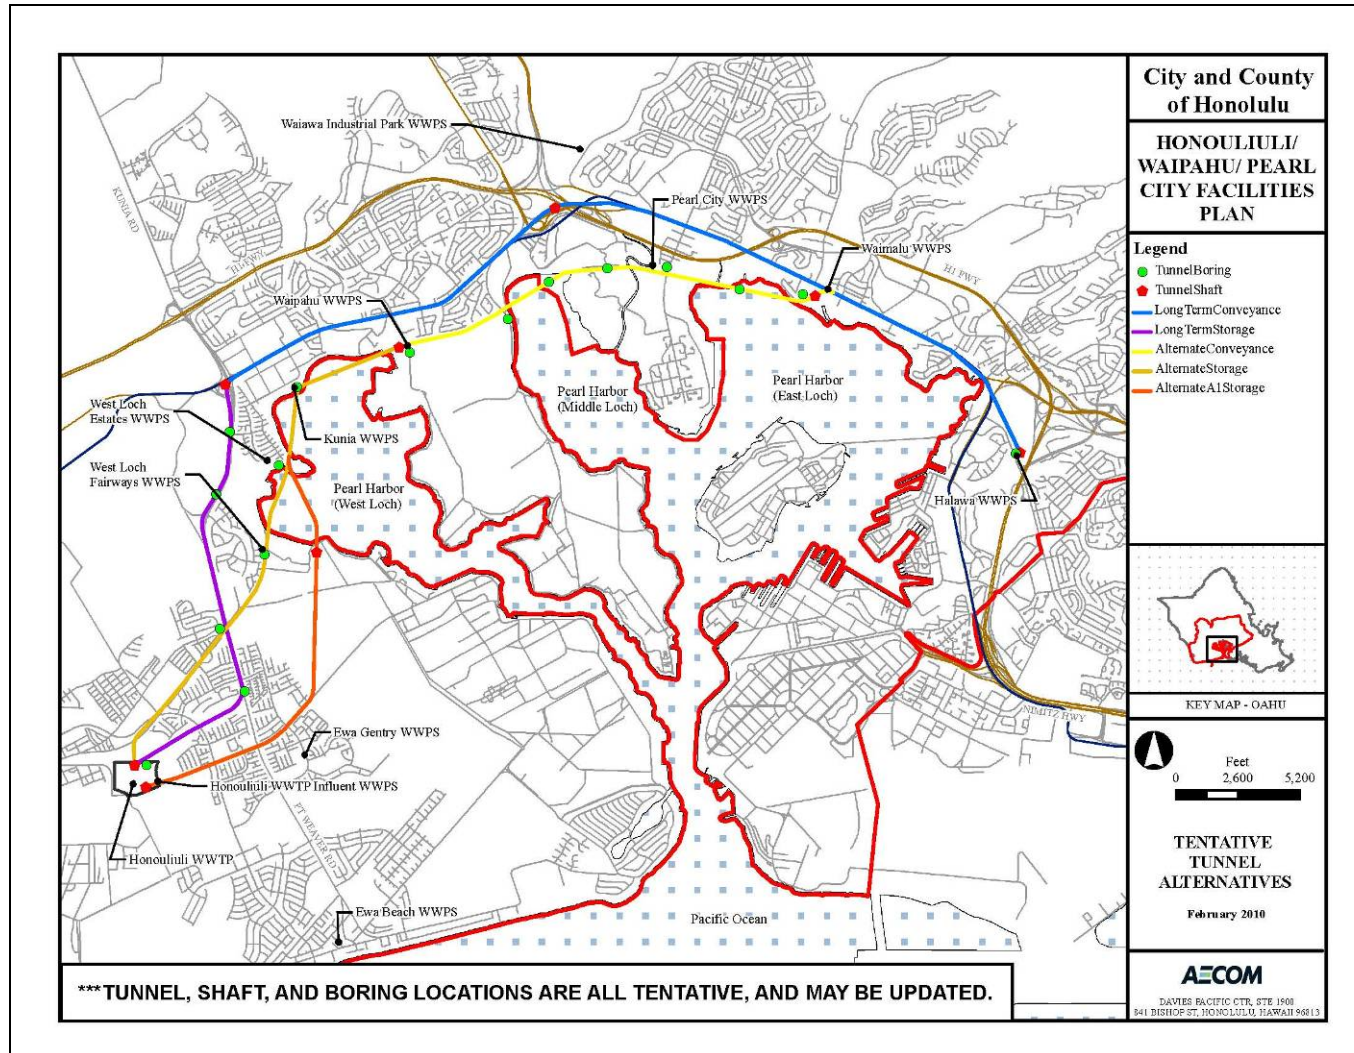 City and County
of Honolulu
HONOULIULI/
WAIPAHU/ PEARL
CITY FACILITIES
PLAN
Legend
TunnelBoring
TunnelShaft
LongTermConveyance
LongTermStorage
AlternateConveyance
AlternateStorage
AlternateA1Storage
KEY MAP - OAHU
Feet
0 2,600 5,200
TENTATIVE
TUNNEL
ALTERNATIVES
February 2010
AECOM
DAVIES PACIFIC CTR, STE 1900
841 BISHOP ST, HONOLULU, HAWAII 96813
Waiawa Industrial Park WWPS
KUNIA RD
Pearl City WWPS
Waimalu WWPS
H1 FWY
H1 FWY
Waipahu WWPS
West Loch
Estates WWPS
Kunia WWPS
West Loch
Fairways WWPS
Pearl Harbor
(West Loch)
Pearl Harbor
(Middle Loch)
Pearl Harbor
(East Loch)
Halawa WWPS
NIMITZ HWY
Ewa Gentry WWPS
Honouliuli WWTP Influent WWPS
FT WEAVER RD
Honouliuli WWTP
Ewa Beach WWPS
Pacific Ocean
***TUNNEL, SHAFT, AND BORING LOCATIONS ARE ALL TENTATIVE, AND MAY BE UPDATED.